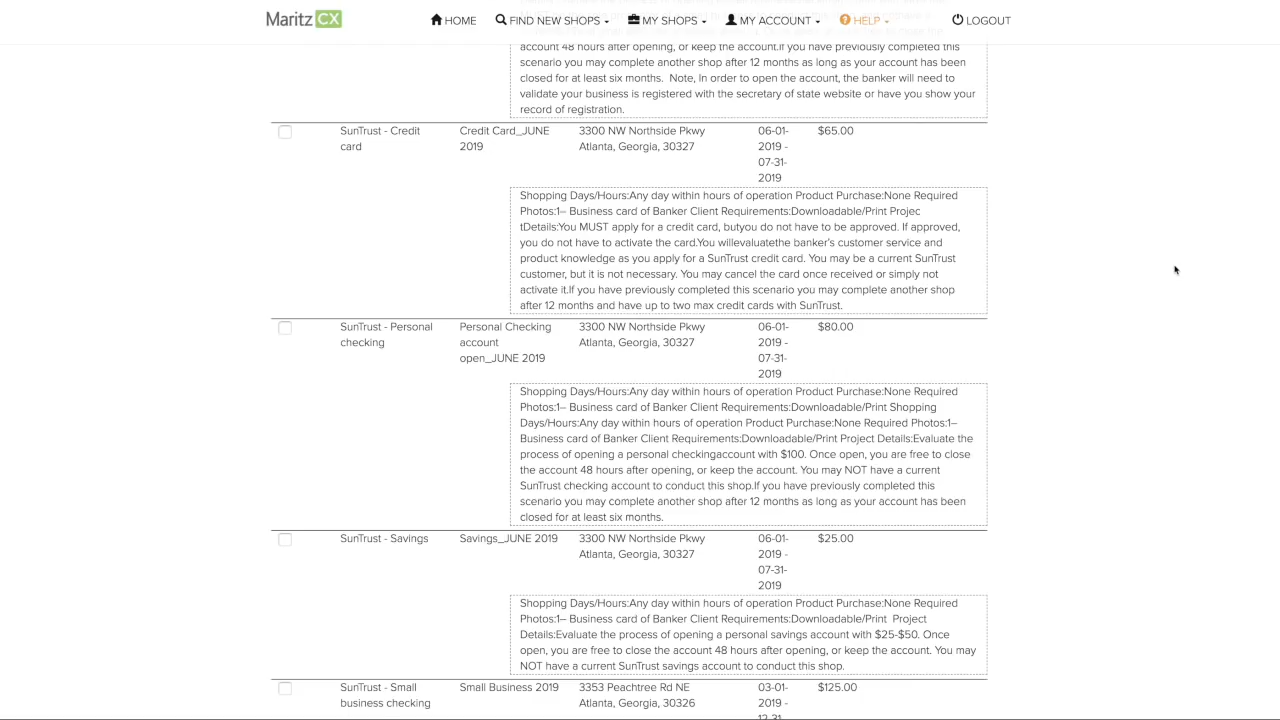 Maritz CX
HOME
FIND NEW SHOPS
MY SHOPS
MY ACCOUNT
HELP
LOGOUT
account 48 hours after opening, or keep the account.If you have previously completed this
scenario you may complete another shop after 12 months as long as your account has been
closed for at least six months.  Note, In order to open the account, the banker will need to
validate your business is registered with the secretary of state website or have you show your
record of registration.
SunTrust - Credit
card
Credit Card_JUNE
2019
3300 NW Northside Pkwy
Atlanta, Georgia, 30327
06-01-
2019 -
07-31-
2019
$65.00
Shopping Days/Hours:Any day within hours of operation Product Purchase:None Required
Photos:1– Business card of Banker Client Requirements:Downloadable/Print Projec
tDetails:You MUST apply for a credit card, butyou do not have to be approved. If approved,
you do not have to activate the card.You willevaluatethe banker's customer service and
product knowledge as you apply for a SunTrust credit card. You may be a current SunTrust
customer, but it is not necessary. You may cancel the card once received or simply not
activate it.If you have previously completed this scenario you may complete another shop
after 12 months and have up to two max credit cards with SunTrust.
SunTrust - Personal
checking
Personal Checking
account
open_JUNE 2019
3300 NW Northside Pkwy
Atlanta, Georgia, 30327
06-01-
2019 -
07-31-
2019
$80.00
Shopping Days/Hours:Any day within hours of operation Product Purchase:None Required
Photos:1– Business card of Banker Client Requirements:Downloadable/Print Shopping
Days/Hours:Any day within hours of operation Product Purchase:None Required Photos:1–
Business card of Banker Client Requirements:Downloadable/Print Project Details:Evaluate the
process of opening a personal checkingaccount with $100. Once open, you are free to close
the account 48 hours after opening, or keep the account. You may NOT have a current
SunTrust checking account to conduct this shop.If you have previously completed this
scenario you may complete another shop after 12 months as long as your account has been
closed for at least six months.
SunTrust - Savings
Savings_JUNE 2019
3300 NW Northside Pkwy
Atlanta, Georgia, 30327
06-01-
2019 -
07-31-
2019
$25.00
Shopping Days/Hours:Any day within hours of operation Product Purchase:None Required
Photos:1– Business card of Banker Client Requirements:Downloadable/Print  Project
Details:Evaluate the process of opening a personal savings account with $25-$50. Once
open, you are free to close the account 48 hours after opening, or keep the account. You may
NOT have a current SunTrust savings account to conduct this shop.
SunTrust - Small
business checking
Small Business 2019
3353 Peachtree Rd NE
Atlanta, Georgia, 30326
03-01-
2019 -
12-31-
$125.00